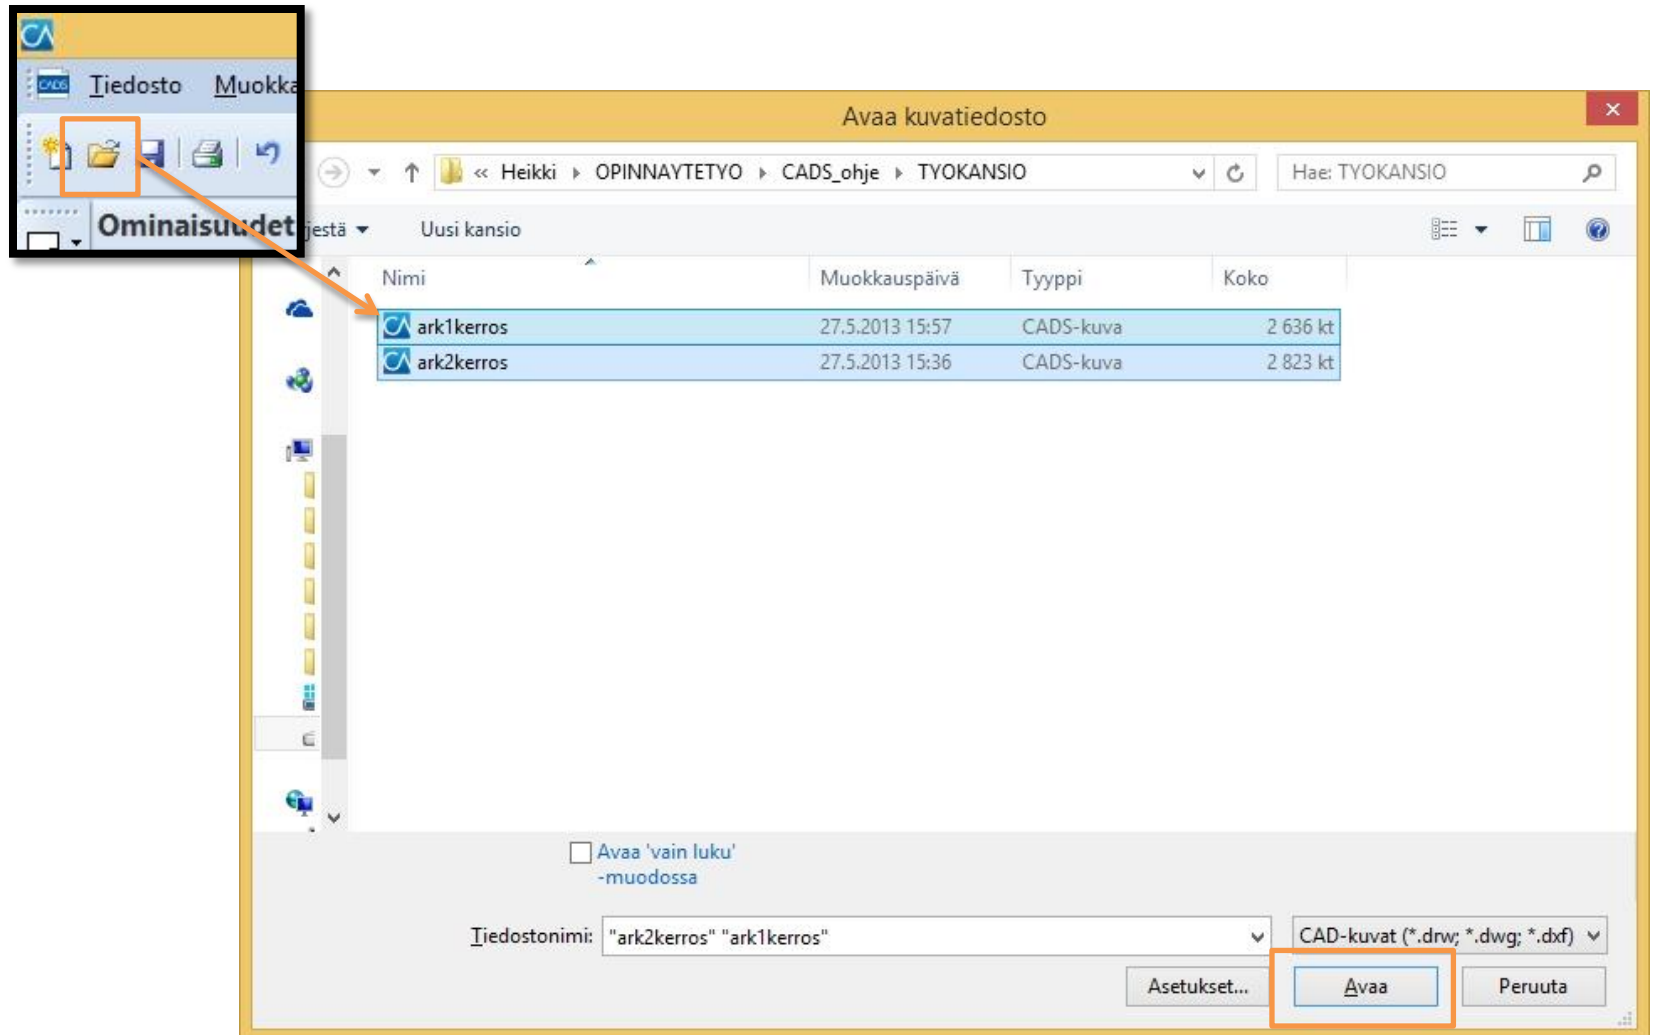 CADS Tiedosto Muokka
Ominaisuudet
Avaa kuvatiedosto
« Heikki OPINNAYTETYO CADS_ohje TYOKANSIO
Hae: TYOKANSIO
jestä Uusi kansio
Nimi Muokkauspäivä Tyyppi Koko
ark1kerros 27.5.2013 15:57 CADS-kuva 2 636 kt
ark2kerros 27.5.2013 15:36 CADS-kuva 2 823 kt
Avaa 'vain luku'
-muodossa
Tiedostonimi: "ark2kerros" "ark1kerros" CAD-kuvat (*.drw; *.dwg; *.dxf)
Asetukset... Avaa Peruuta